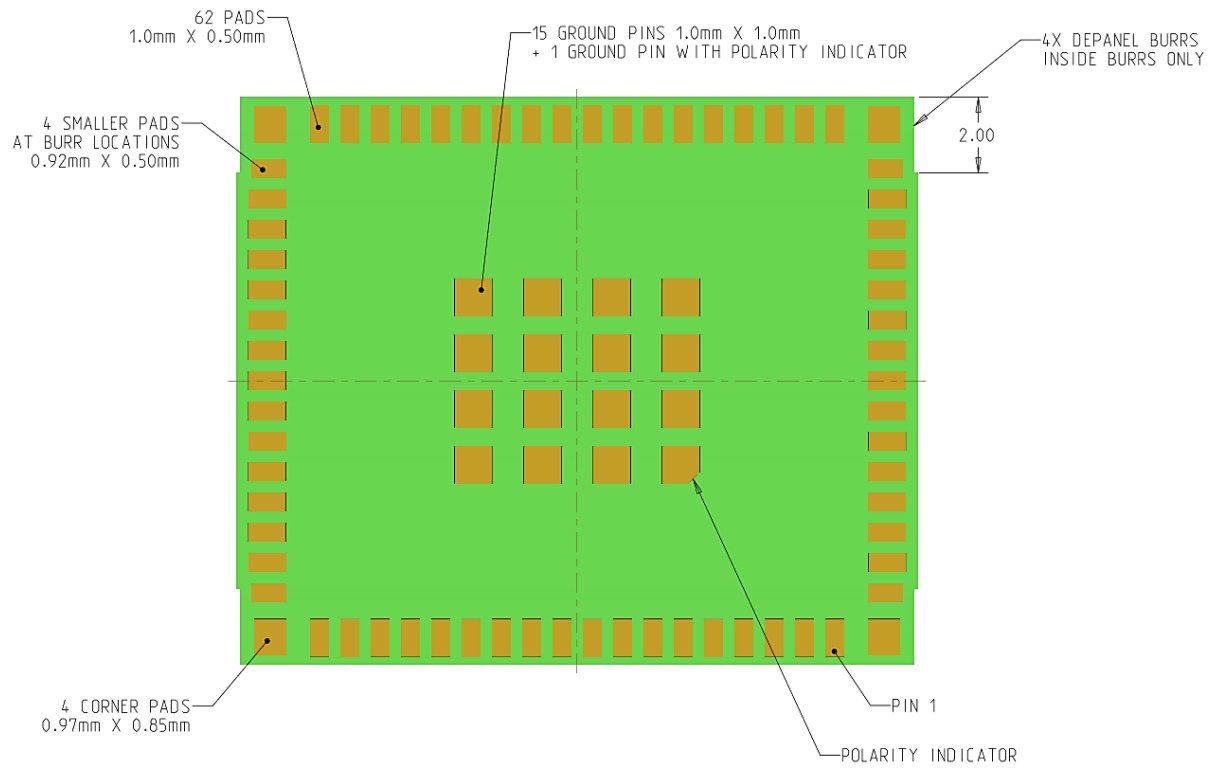 62 PADS
1.0mm X 0.50mm
15 GROUND PINS 1.0mm X 1.0mm
+ 1 GROUND PIN WITH POLARITY INDICATOR
4X DEPANEL BURRS
INSIDE BURRS ONLY
4 SMALLER PADS
AT BURR LOCATIONS
0.92mm X 0.50mm
2.00
4 CORNER PADS
0.97mm X 0.85mm
PIN 1
POLARITY INDICATOR